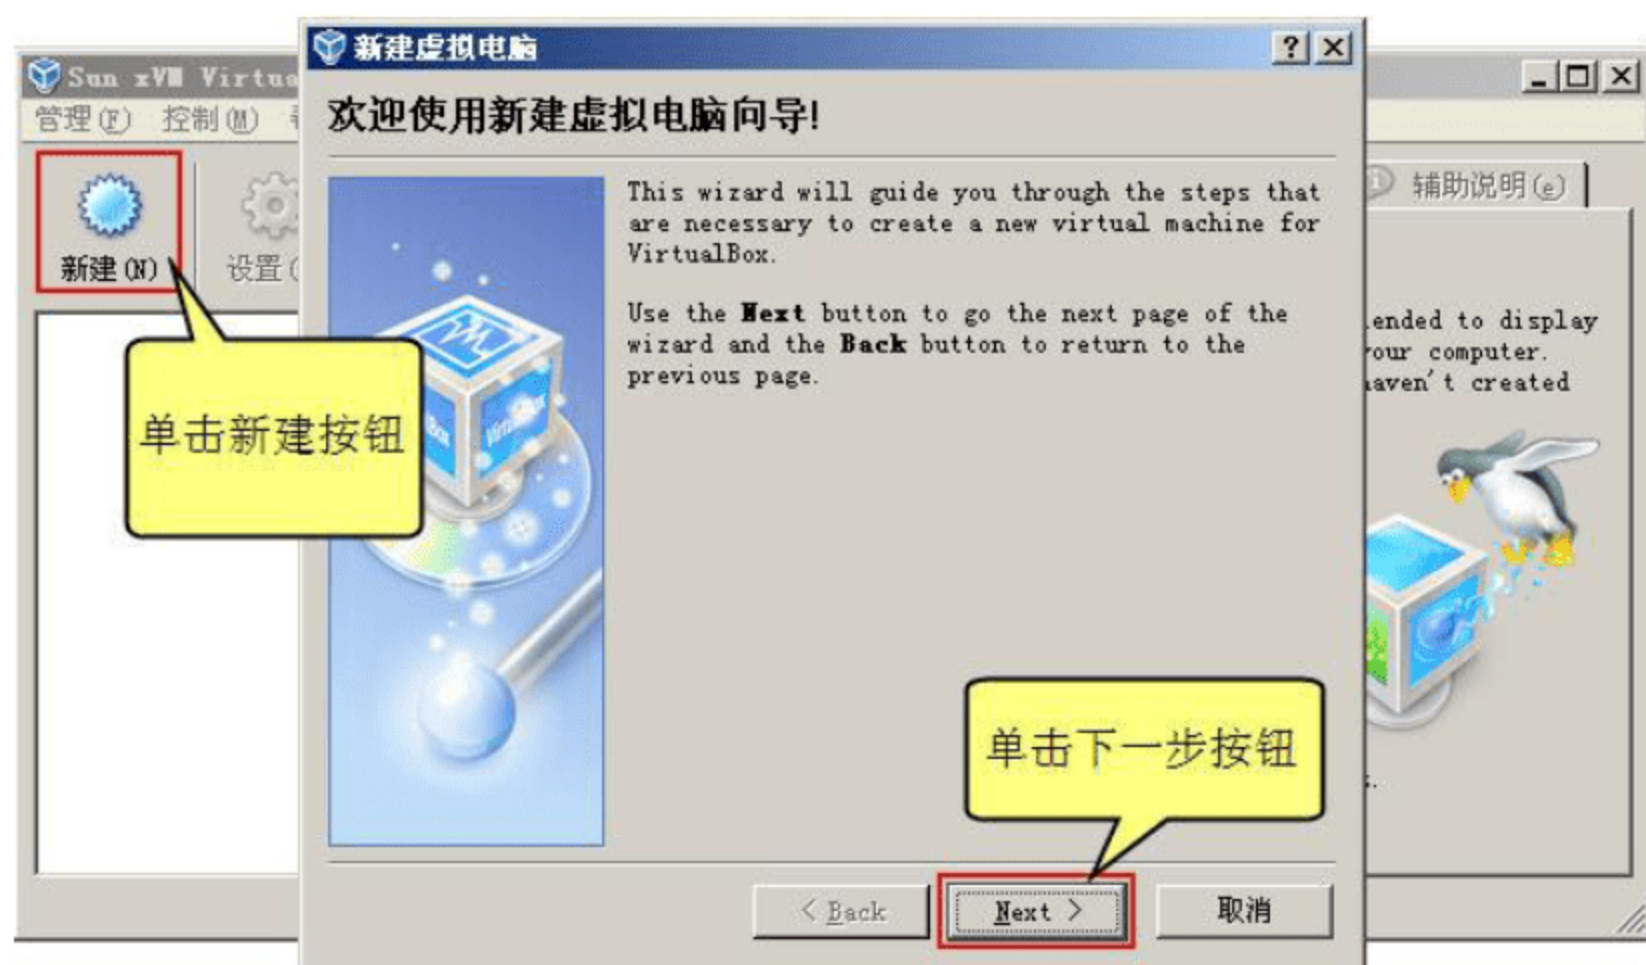 新建虚拟电脑
Sun xVM
管理(F) 控制(M)
欢迎使用新建虚拟电脑向导!
新建(N)
设置(
辅助说明(e)
This wizard will guide you through the steps that
are necessary to create a new virtual machine for
VirtualBox.
Use the Next button to go the next page of the
wizard and the Back button to return to the
previous page.
to display
your computer.
haven't created
单击新建按钮
Box
VirtualBox
单击下一步按钮
< Back
Next >
取消